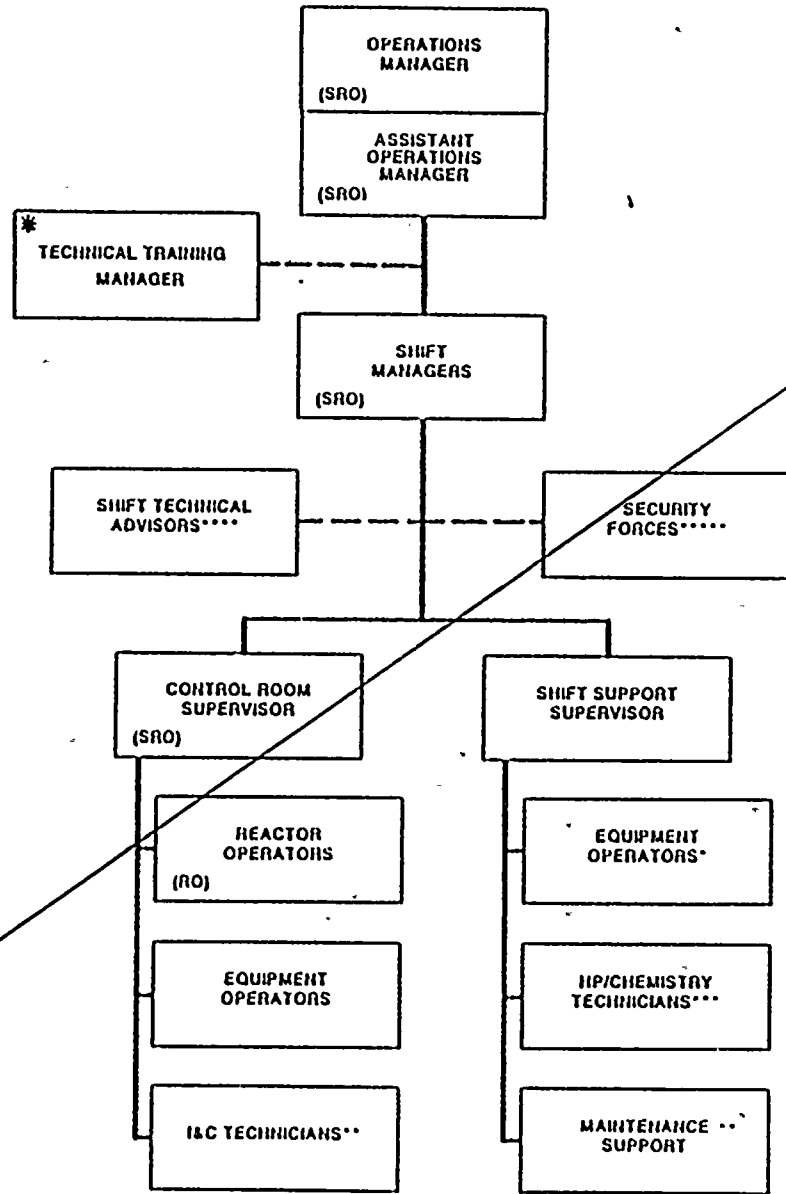 OPERATIONS
MANAGER
(SRO)
ASSISTANT
OPERATIONS
MANAGER
(SRO)
*
TECHNICAL TRAINING
MANAGER
SHIFT
MANAGERS
(SRO)
SHIFT TECHNICAL
ADVISORS****
SECURITY
FORCES*****
CONTROL ROOM
SUPERVISOR
(SRO)
SHIFT SUPPORT
SUPERVISOR
REACTOR
OPERATORS
(RO)
EQUIPMENT
OPERATORS*
EQUIPMENT
OPERATORS
HP/CHEMISTRY
TECHNICIANS***
I&C TECHNICIANS**
MAINTENANCE **
SUPPORT